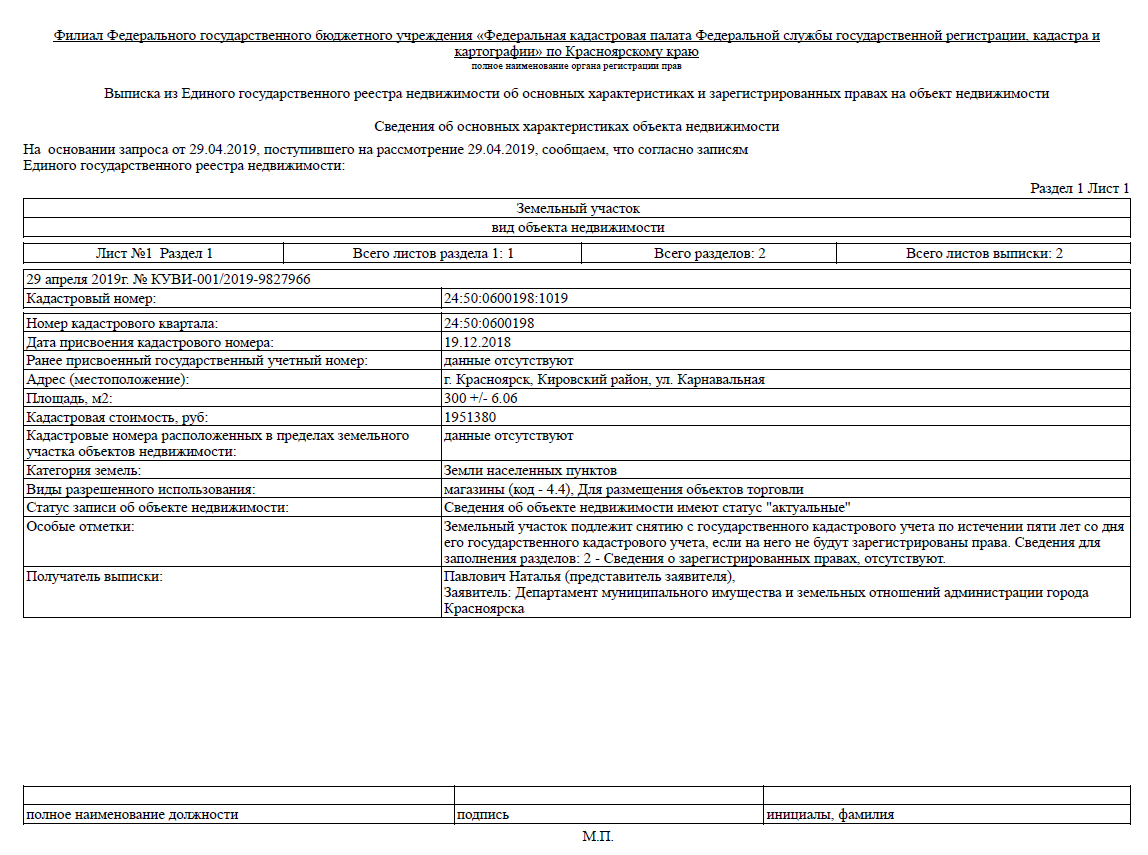 Филиал Федерального государственного бюджетного учреждения «Федеральная кадастровая палата Федеральной службы государственной регистрации, кадастра и
картографии» по Красноярскому краю
полное наименование органа регистрации прав
Выписка из Единого государственного реестра недвижимости об основных характеристиках и зарегистрированных правах на объект недвижимости
Сведения об основных характеристиках объекта недвижимости
На основании запроса от 29.04.2019, поступившего на рассмотрение 29.04.2019, сообщаем, что согласно записям
Единого государственного реестра недвижимости:
Раздел 1 Лист 1
Земельный участок
вид объекта недвижимости
Лист №1 Раздел 1 Всего листов раздела 1: 1 Всего разделов: 2 Всего листов выписки: 2
29 апреля 2019г. № КУВИ-001/2019-9827966
Кадастровый номер: 24:50:0600198:1019
Номер кадастрового квартала: 24:50:0600198
Дата присвоения кадастрового номера: 19.12.2018
Ранее присвоенный государственный учетный номер: данные отсутствуют
Адрес (местоположение): г. Красноярск, Кировский район, ул. Карнавальная
Площадь, м2: 300 +/- 6.06
Кадастровая стоимость, руб: 1951380
Кадастровые номера расположенных в пределах земельного данные отсутствуют
участка объектов недвижимости:
Категория земель: Земли населенных пунктов
Виды разрешенного использования: магазины (код - 4.4), Для размещения объектов торговли
Статус записи об объекте недвижимости: Сведения об объекте недвижимости имеют статус "актуальные"
Особые отметки: Земельный участок подлежит снятию с государственного кадастрового учета по истечении пяти лет со дня
его государственного кадастрового учета, если на него не будут зарегистрированы права. Сведения для
заполнения разделов: 2 - Сведения о зарегистрированных правах, отсутствуют.
Получатель выписки: Павлович Наталья (представитель заявителя),
Заявитель: Департамент муниципального имущества и земельных отношений администрации города
Красноярска
полное наименование должности подпись инициалы, фамилия
М.П.